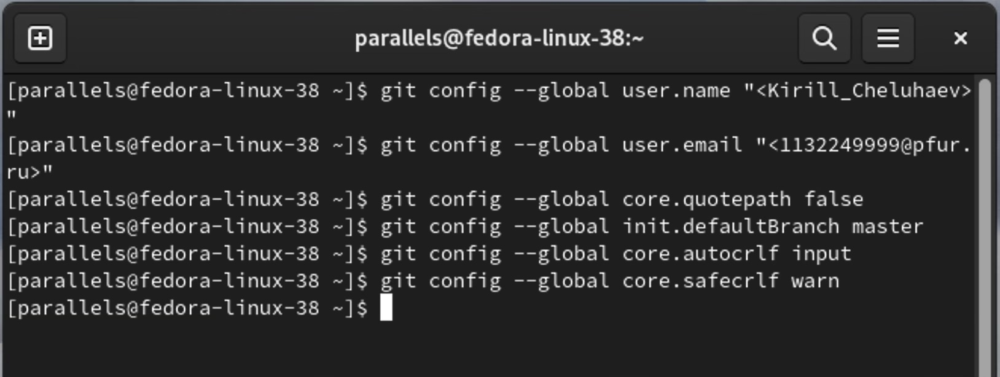 parallels@fedora-linux-38:~
[parallels@fedora-linux-38 ~]$ git config --global user.name "<Kirill_Cheluhaev>
"
[parallels@fedora-linux-38 ~]$ git config --global user.email "<1132249999@pfur.
ru>"
[parallels@fedora-linux-38 ~]$ git config --global core.quotepath false
[parallels@fedora-linux-38 ~]$ git config --global init.defaultBranch master
[parallels@fedora-linux-38 ~]$ git config --global core.autocrlf input
[parallels@fedora-linux-38 ~]$ git config --global core.safecrlf warn
[parallels@fedora-linux-38 ~]$